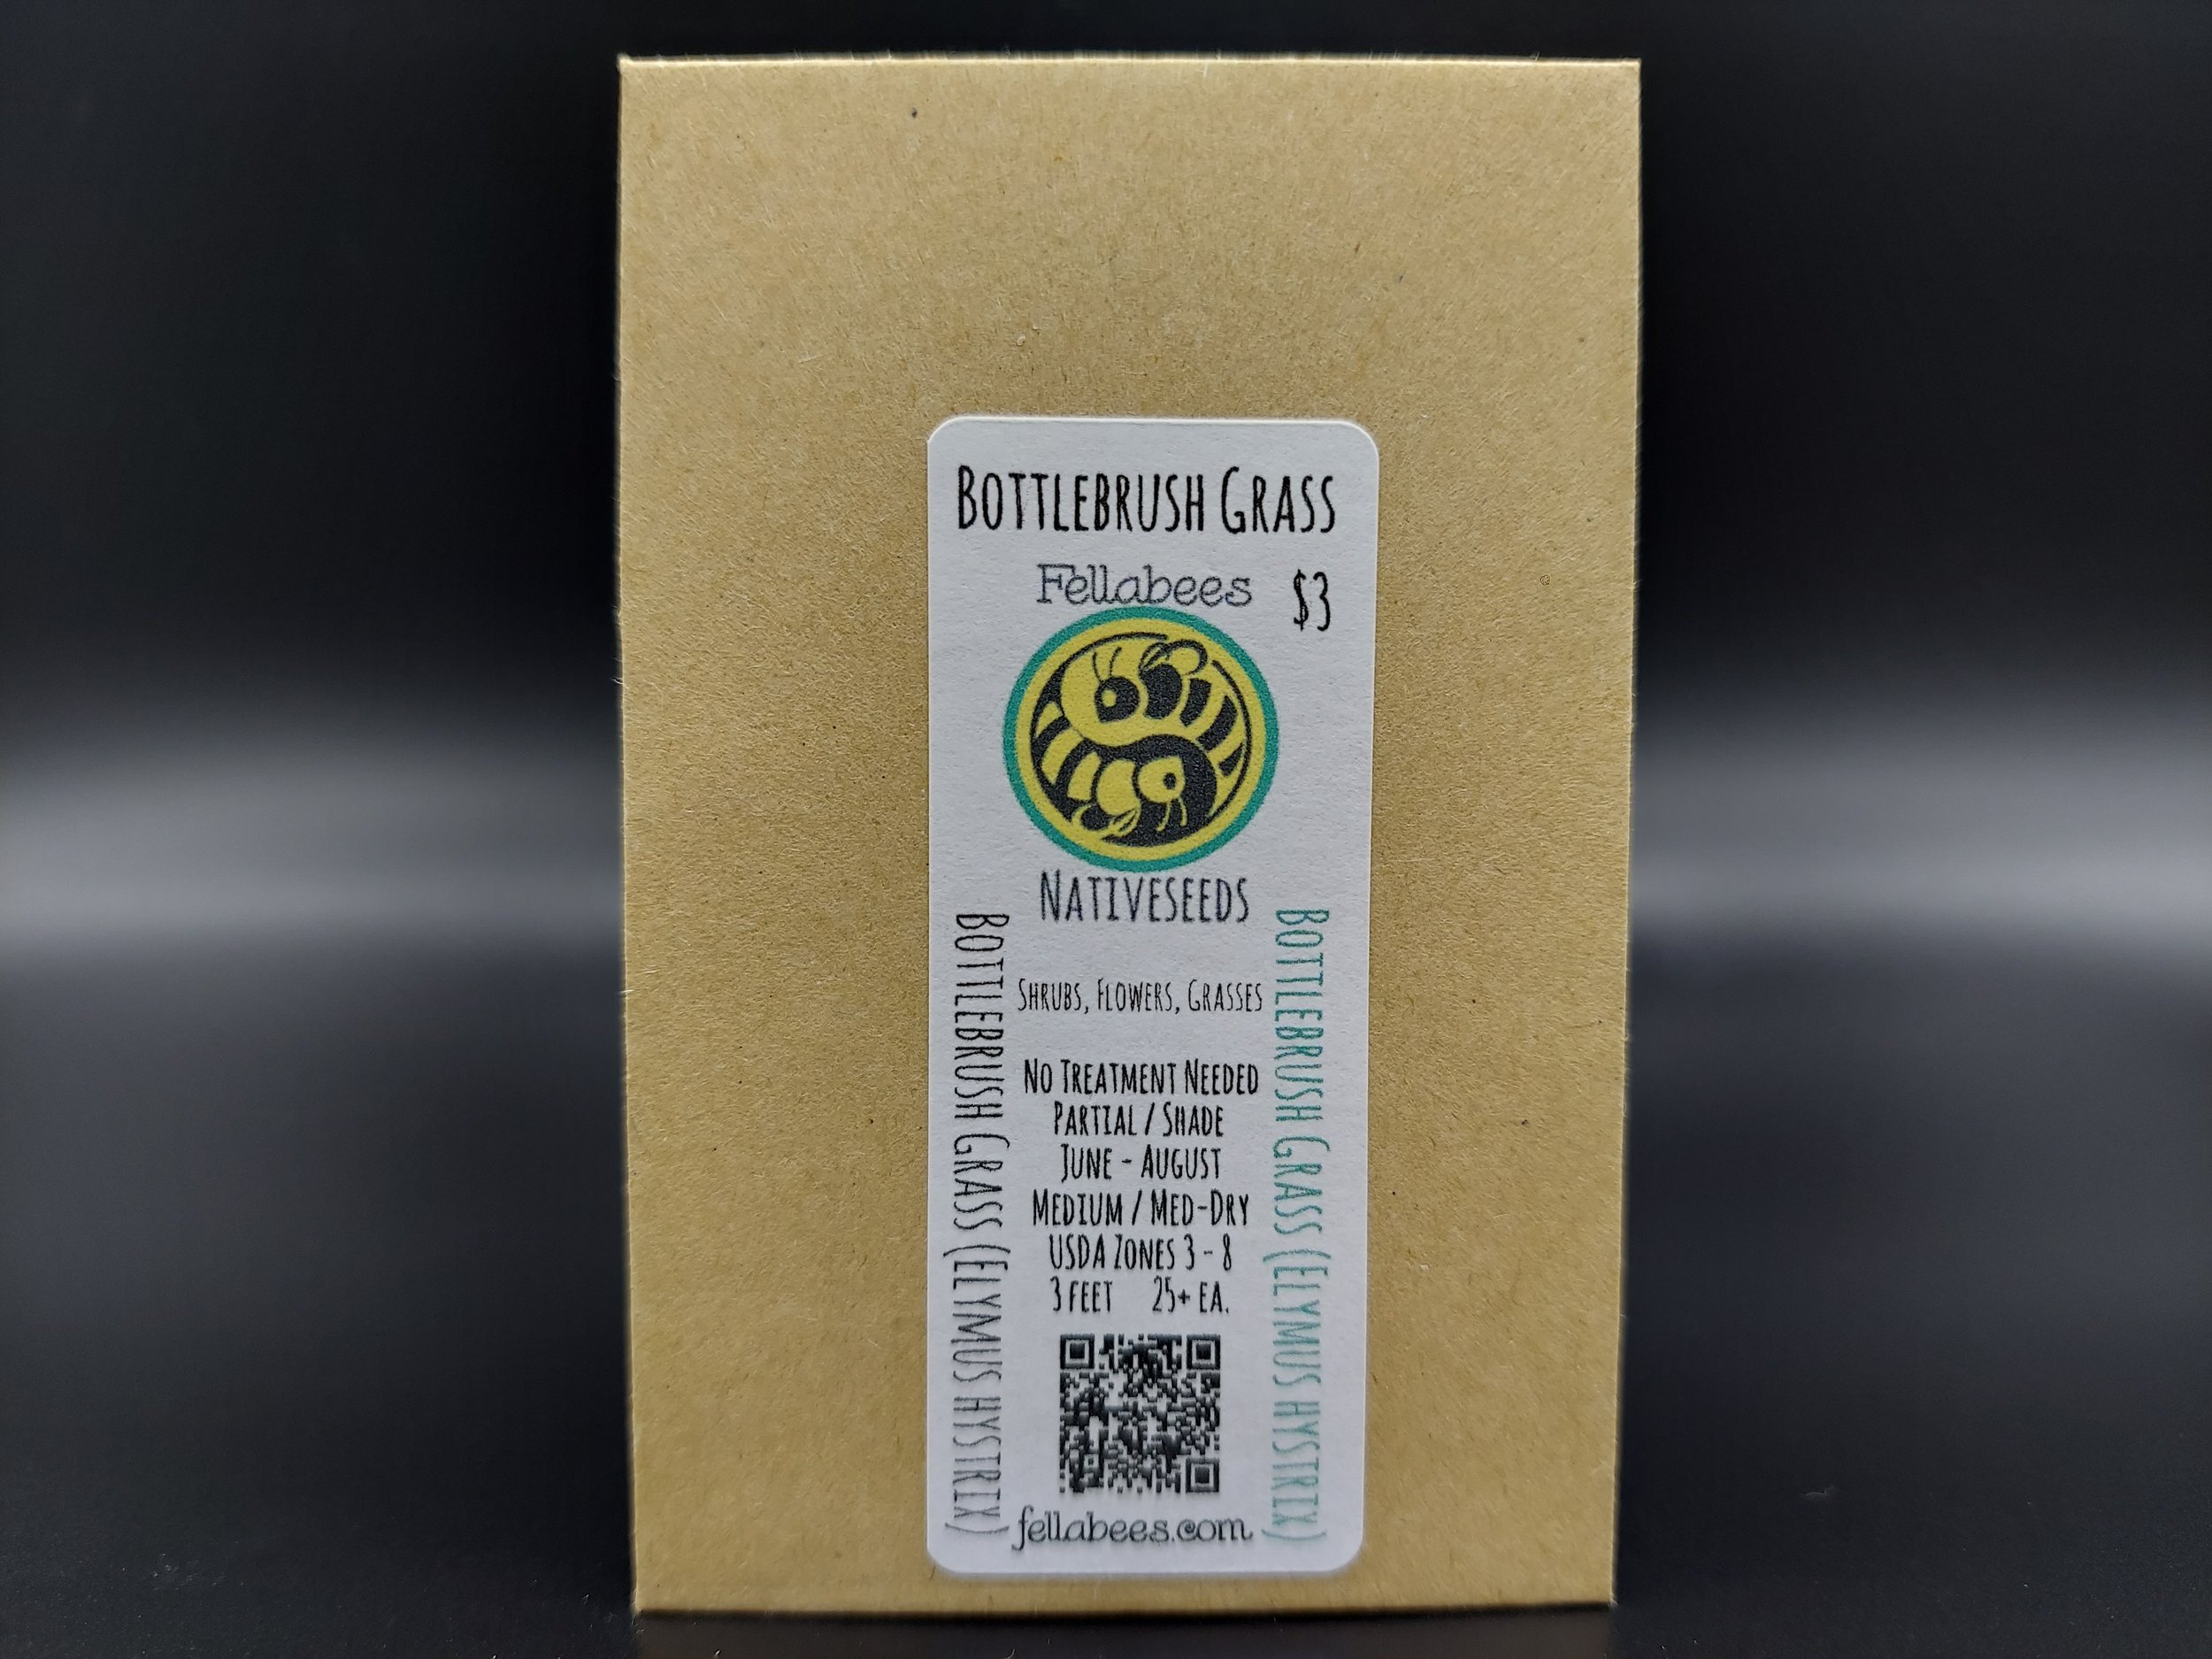 Bottlebrush Grass
Fellabees
$3
Nativeseeds
Bottlebrush Grass (Elymus hystrix)
Bottlebrush Grass (Elymus hystrix)
Shrubs, Flowers, Grasses
No Treatment Needed
Partial / Shade
June - August
Medium / Med-Dry
USDA Zones 3 - 8
3 feet 25+ ea.
fellabees.com